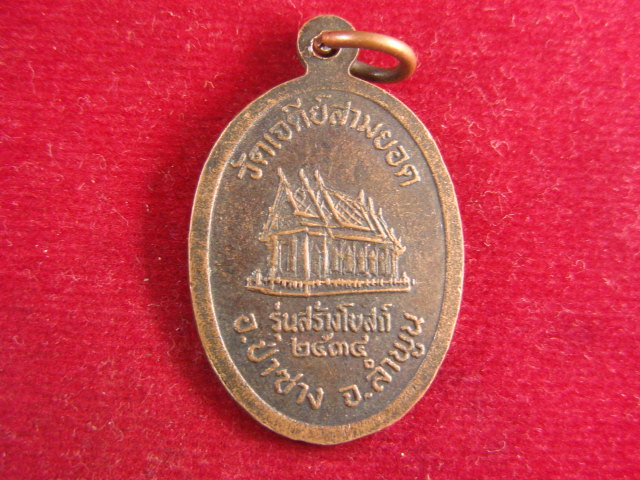 วัดเจดีย์สามยอด
รุ่นสร้างโบสถ์
๒๕๓๔
อ.ป่าซาง จ.ลำพูน